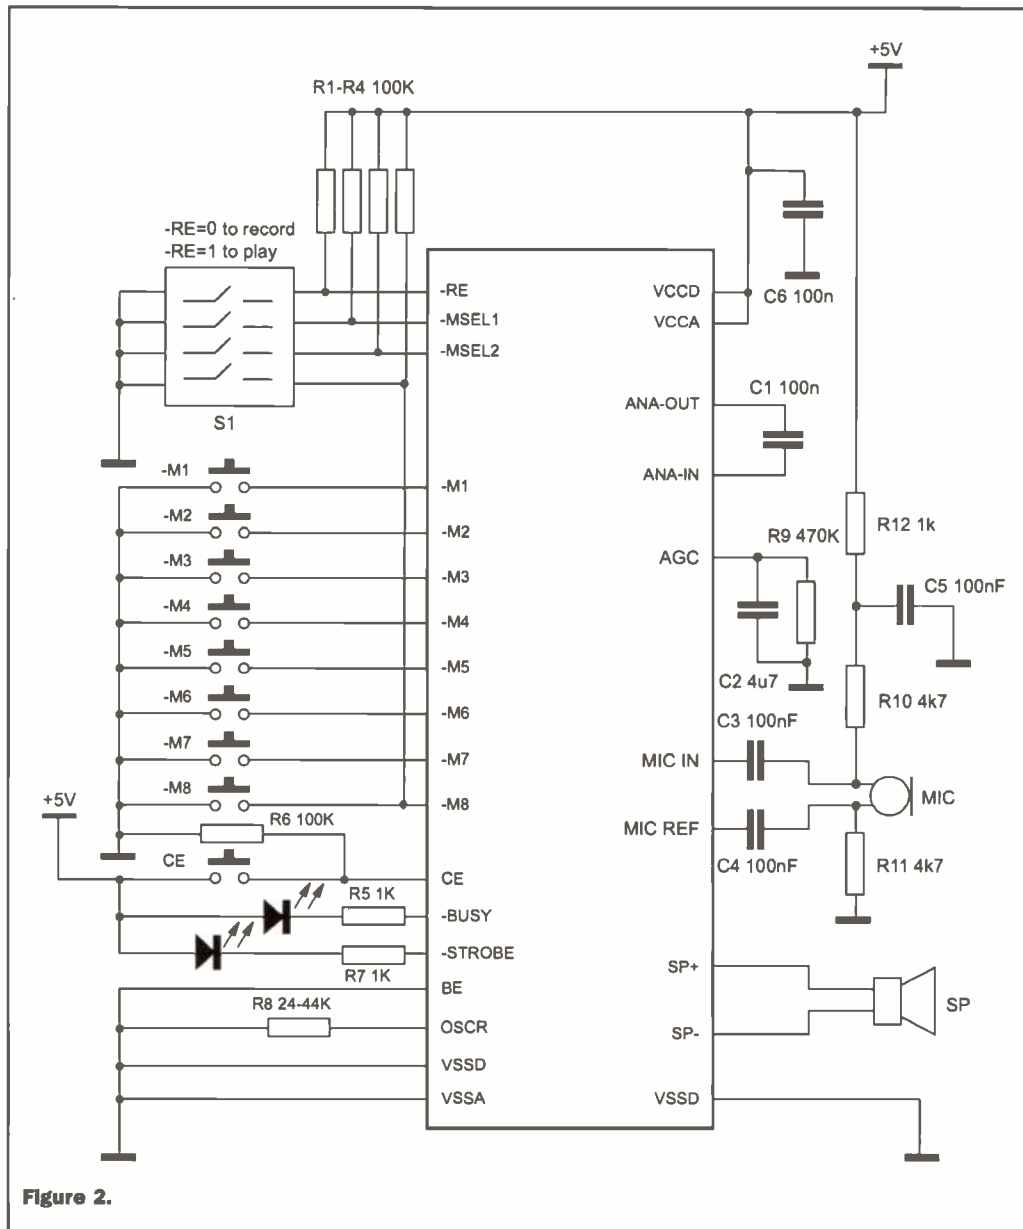 +5V
R1-R4 100K
-RE=0 to record
-RE=1 to play
C6 100n
-RE
VCCD
-MSEL1
VCCA
-MSEL2
C1 100n
ANA-OUT
S1
-M1
-M1
ANA-IN
-M2
-M2
R9 470K
R12 1k
-M3
-M3
AGC
C5 100nF
-M4
-M4
-M5
-M5
C2 4u7
-M6
-M6
R10 4k7
C3 100nF
-M7
-M7
MIC IN
-M8
-M8
MIC
+5V
R6 100K
MIC REF
CE
C4 100nF
R11 4k7
CE
R5 1K
-BUSY
-STROBE
R7 1K
SP+
BE
R8 24-44K
SP
OSCR
SP-
VSSD
VSSA
VSSD
Figure 2.